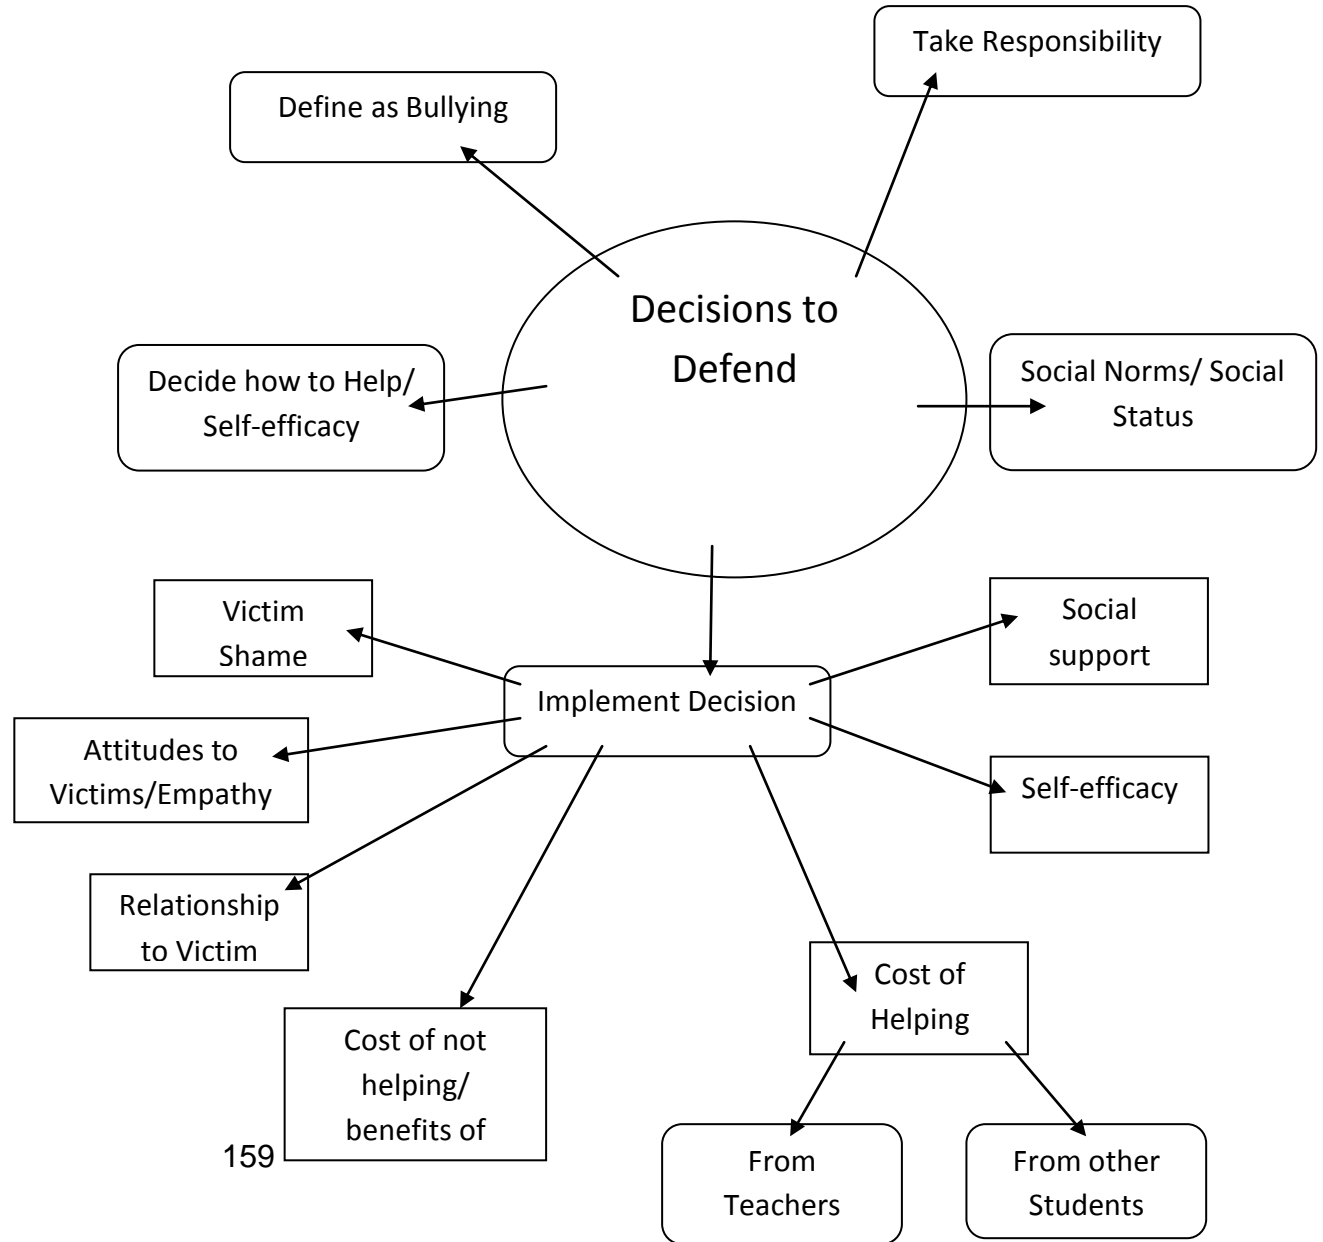 Take Responsibility
Define as Bullying
Decisions to
Defend
Decide how to Help/
Self-efficacy
Social Norms/ Social
Status
Victim
Shame
Social
support
Implement Decision
Attitudes to
Victims/Empathy
Self-efficacy
Relationship
to Victim
Cost of
Helping
Cost of not
helping/
benefits of
159
From
Teachers
From other
Students